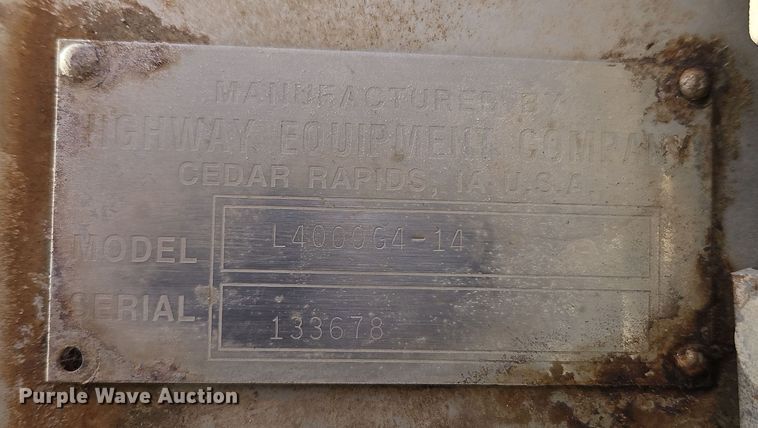 MANUFACTURED BY
HIGHWAY EQUIPMENT COMPANY
CEDAR RAPIDS, IA U.S.A.
MODEL L4000G4-14
SERIAL 133678
Purple Wave Auction